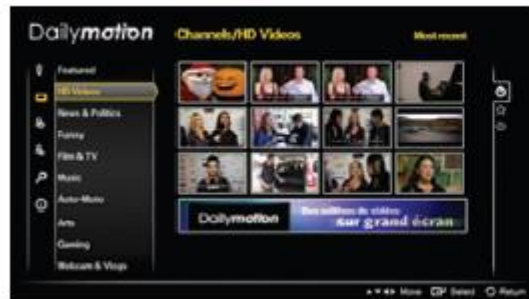 Dailymotion
Channels/HD Videos
Most recent
Featured
HD Videos
News & Politics
Funny
Film & TV
Music
Auto-Moto
Arts
Gaming
Webcam & Vlogs
Dailymotion
Des millions de vidéos
sur grand écran
Move Select Return